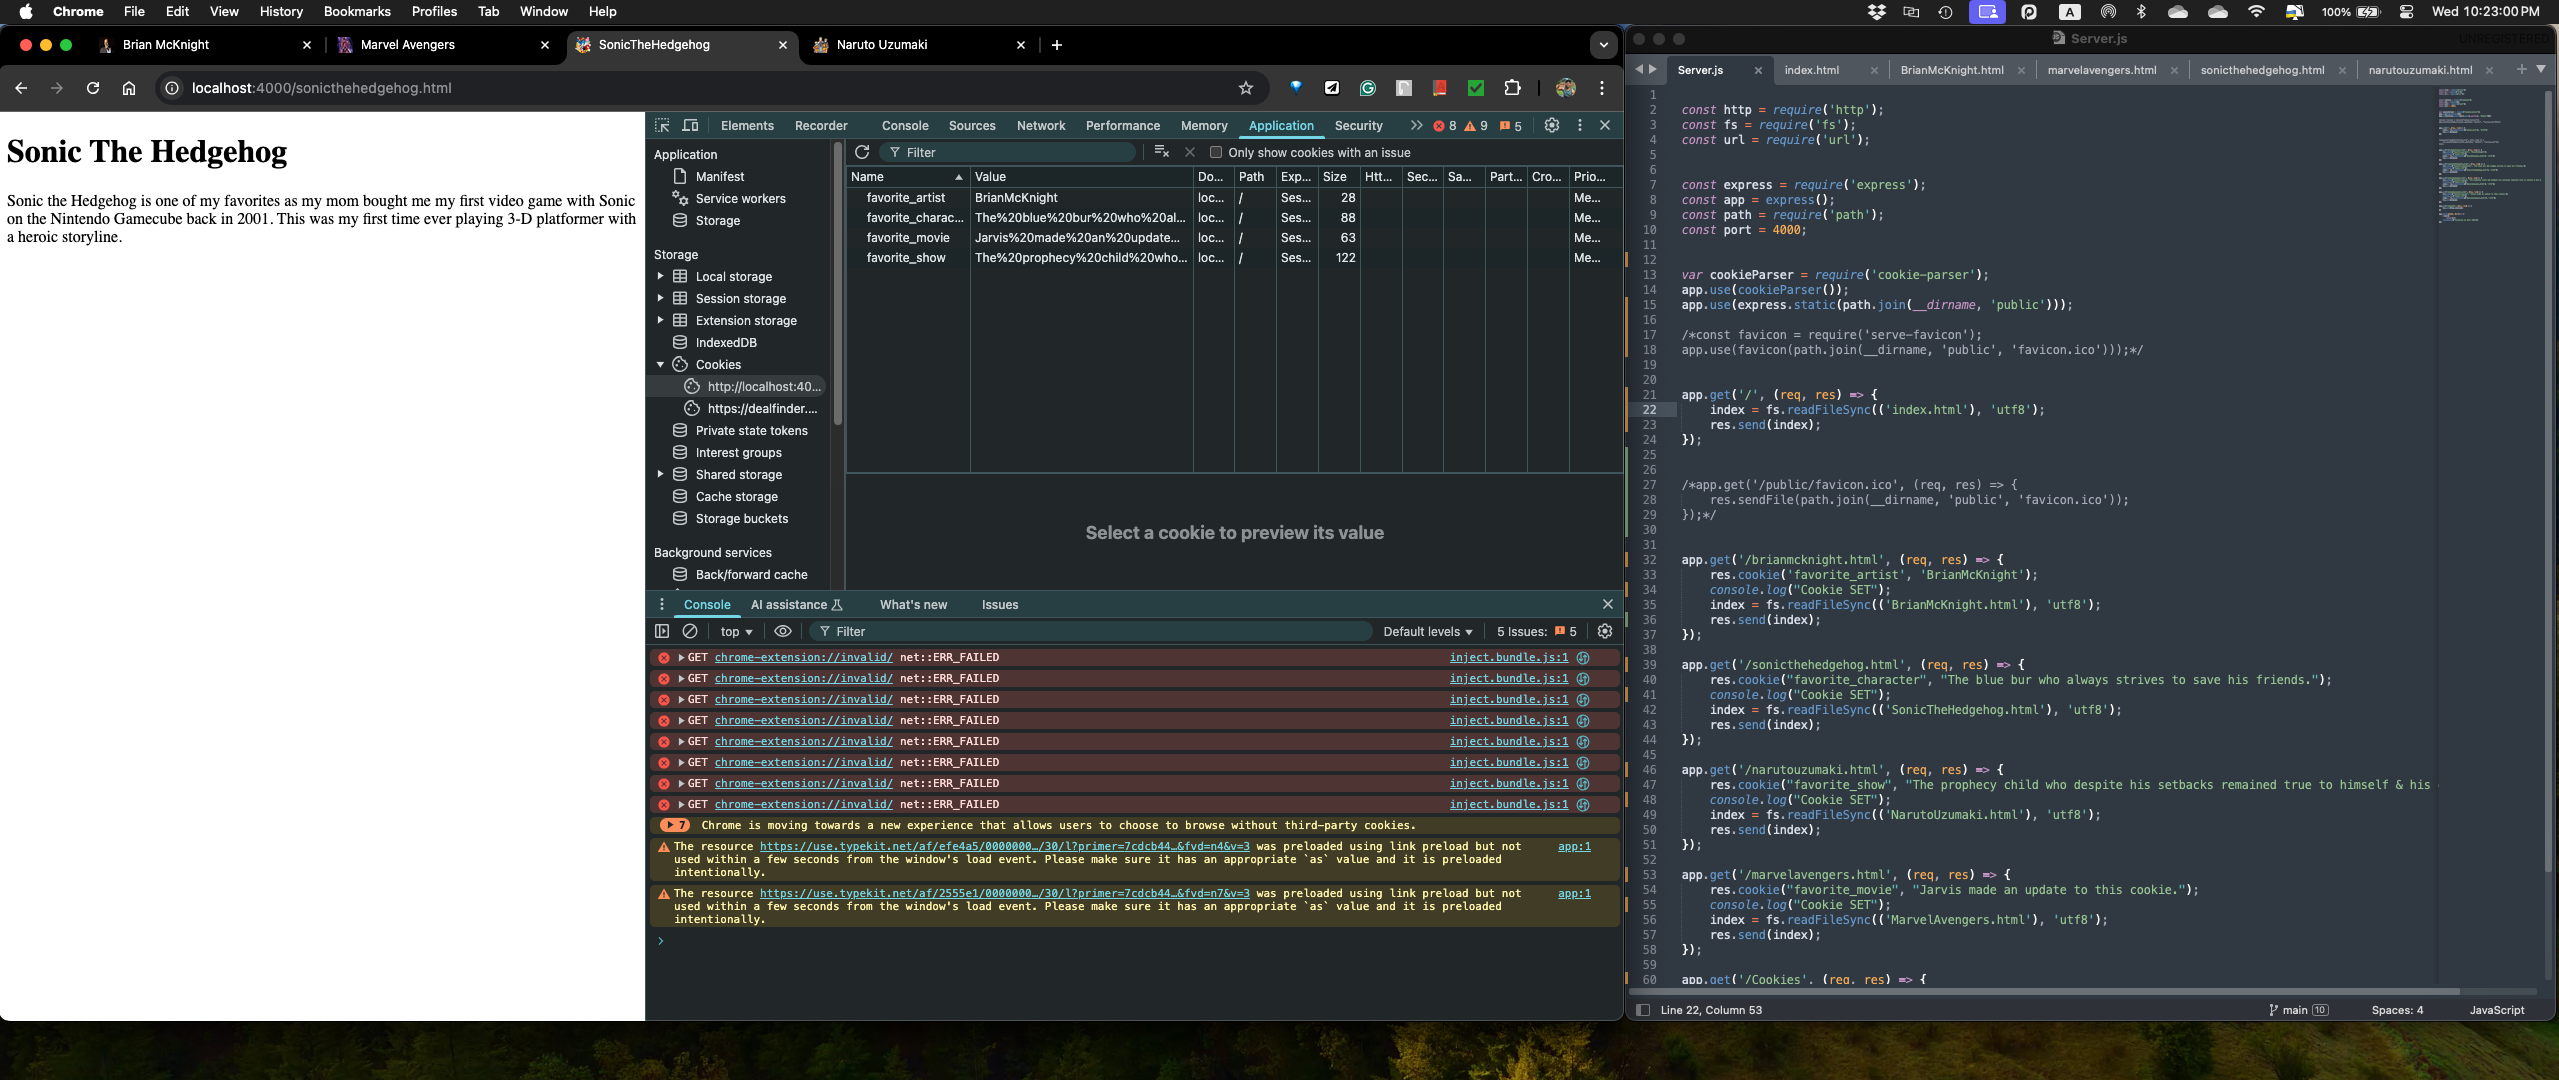 Chrome File Edit View History Bookmarks Profiles Tab Window Help
A 100% Wed 10:23:00 PM
Brian McKnight
Marvel Avengers
SonicTheHedgehog
Naruto Uzumaki
localhost:4000/sonicthehedgehog.html
Sonic The Hedgehog
Sonic the Hedgehog is one of my favorites as my mom bought me my first video game with Sonic
on the Nintendo Gamecube back in 2001. This was my first time ever playing 3-D platformer with
a heroic storyline.
Elements Recorder Console Sources Network Performance Memory Application Security 8 9 5
Application
Manifest
Service workers
Storage
Storage
Local storage
Session storage
Extension storage
IndexedDB
Cookies
http://localhost:40...
https://dealfinder....
Private state tokens
Interest groups
Shared storage
Cache storage
Storage buckets
Background services
Back/forward cache
Filter Only show cookies with an issue
Name Value Do... Path Exp... Size Htt... Sec... Sa... Part... Cro... Prio...
favorite_artist BrianMcKnight loc... / Ses... 28 Me...
favorite_charac... The%20blue%20bur%20who%20al... loc... / Ses... 88 Me...
favorite_movie Jarvis%20made%20an%20update... loc... / Ses... 63 Me...
favorite_show The%20prophecy%20child%20who... loc... / Ses... 122 Me...
Select a cookie to preview its value
Console AI assistance What's new Issues
top Filter Default levels 5 Issues: 5
GET chrome-extension://invalid/ net::ERR_FAILED inject.bundle.js:1
GET chrome-extension://invalid/ net::ERR_FAILED inject.bundle.js:1
GET chrome-extension://invalid/ net::ERR_FAILED inject.bundle.js:1
GET chrome-extension://invalid/ net::ERR_FAILED inject.bundle.js:1
GET chrome-extension://invalid/ net::ERR_FAILED inject.bundle.js:1
GET chrome-extension://invalid/ net::ERR_FAILED inject.bundle.js:1
GET chrome-extension://invalid/ net::ERR_FAILED inject.bundle.js:1
GET chrome-extension://invalid/ net::ERR_FAILED inject.bundle.js:1
7 Chrome is moving towards a new experience that allows users to choose to browse without third-party cookies.
The resource https://use.typekit.net/af/efe4a5/0000000…/30/l?primer=7cdcb44…&fvd=n4&v=3 was preloaded using link preload but not app:1
used within a few seconds from the window's load event. Please make sure it has an appropriate `as` value and it is preloaded
intentionally.
The resource https://use.typekit.net/af/2555e1/0000000…/30/l?primer=7cdcb44…&fvd=n7&v=3 was preloaded using link preload but not app:1
used within a few seconds from the window's load event. Please make sure it has an appropriate `as` value and it is preloaded
intentionally.
Server.js UNREGISTERED
Server.js index.html BrianMcKnight.html marvelavengers.html sonicthehedgehog.html narutouzumaki.html
1
2 const http = require('http');
3 const fs = require('fs');
4 const url = require('url');
5
6
7 const express = require('express');
8 const app = express();
9 const path = require('path');
10 const port = 4000;
11
12
13 var cookieParser = require('cookie-parser');
14 app.use(cookieParser());
15 app.use(express.static(path.join(__dirname, 'public')));
16
17 /*const favicon = require('serve-favicon');
18 app.use(favicon(path.join(__dirname, 'public', 'favicon.ico')));*/
19
20
21 app.get('/', (req, res) => {
22 index = fs.readFileSync(('index.html'), 'utf8');
23 res.send(index);
24 });
25
26
27 /*app.get('/public/favicon.ico', (req, res) => {
28 res.sendFile(path.join(__dirname, 'public', 'favicon.ico'));
29 });*/
30
31
32 app.get('/brianmcknight.html', (req, res) => {
33 res.cookie('favorite_artist', 'BrianMcKnight');
34 console.log("Cookie SET");
35 index = fs.readFileSync(('BrianMcKnight.html'), 'utf8');
36 res.send(index);
37 });
38
39 app.get('/sonicthehedgehog.html', (req, res) => {
40 res.cookie("favorite_character", "The blue bur who always strives to save his friends.");
41 console.log("Cookie SET");
42 index = fs.readFileSync(('SonicTheHedgehog.html'), 'utf8');
43 res.send(index);
44 });
45
46 app.get('/narutouzumaki.html', (req, res) => {
47 res.cookie("favorite_show", "The prophecy child who despite his setbacks remained true to himself & his
48 console.log("Cookie SET");
49 index = fs.readFileSync(('NarutoUzumaki.html'), 'utf8');
50 res.send(index);
51 });
52
53 app.get('/marvelavengers.html', (req, res) => {
54 res.cookie("favorite_movie", "Jarvis made an update to this cookie.");
55 console.log("Cookie SET");
56 index = fs.readFileSync(('MarvelAvengers.html'), 'utf8');
57 res.send(index);
58 });
59
60 app.get('/Cookies', (req, res) => {
Line 22, Column 53 main 10 Spaces: 4 JavaScript